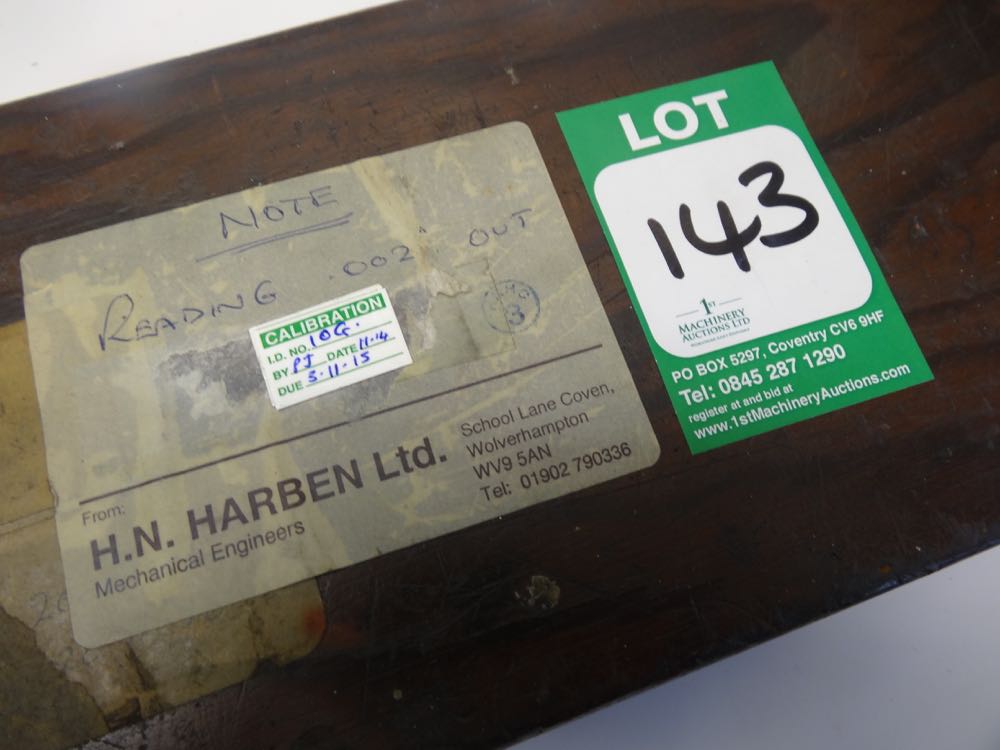 NOTE
READING .002" OUT
CALIBRATION
I.D. NO. 10G.
BY PJ DATE 11.14
DUE 3.11.15
3
From:
H.N. HARBEN Ltd.
Mechanical Engineers
School Lane Coven,
Wolverhampton
WV9 5AN
Tel: 01902 790336
LOT
143
1ST
MACHINERY
AUCTIONS LTD
PO BOX 5297, Coventry CV6 9HF
Tel: 0845 287 1290
register at and bid at
www.1stMachineryAuctions.com